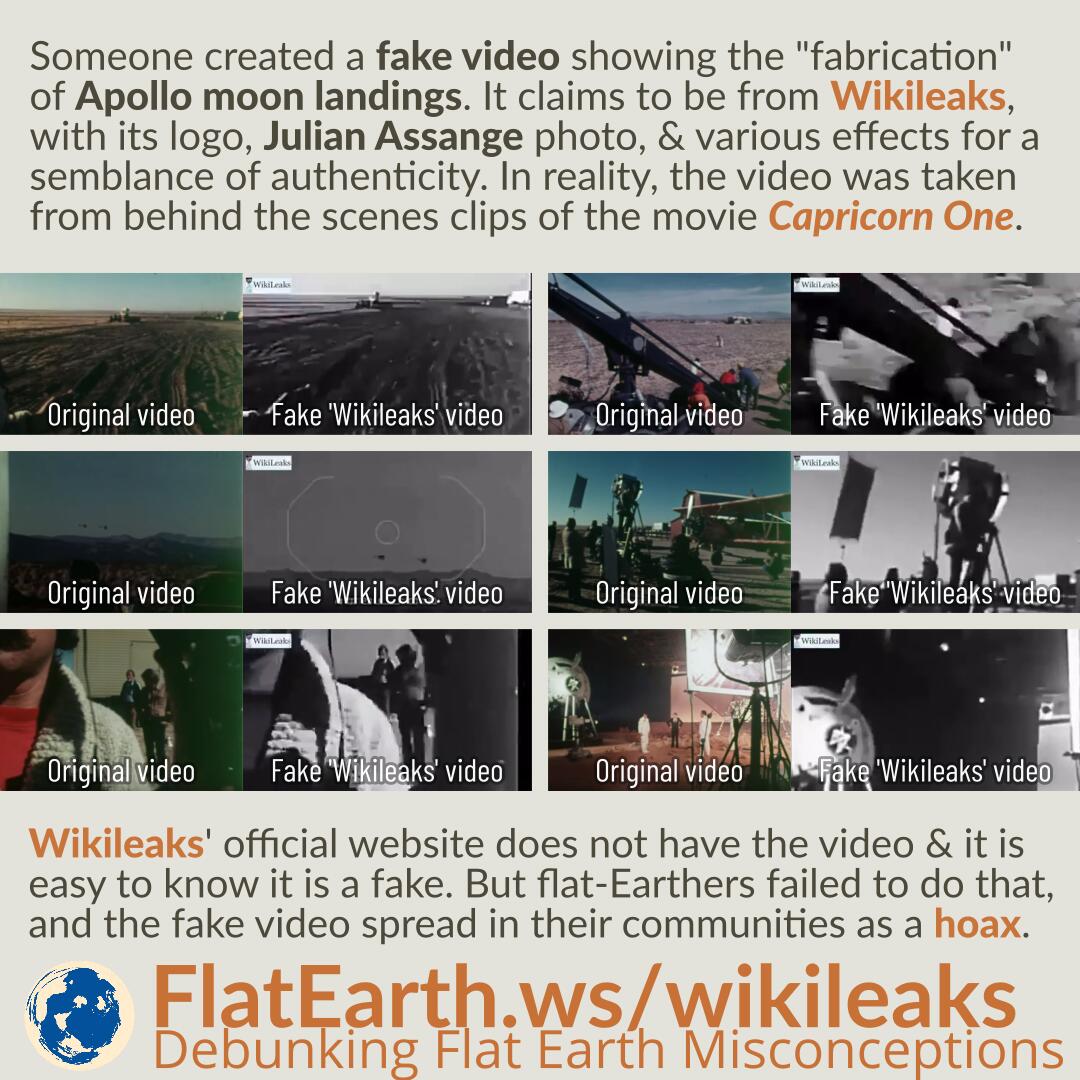 Someone created a fake video showing the "fabrication"
of Apollo moon landings. It claims to be from Wikileaks,
with its logo, Julian Assange photo, & various effects for a
semblance of authenticity. In reality, the video was taken
from behind the scenes clips of the movie Capricorn One.
WikiLeaks
WikiLeaks
Original video
Fake 'Wikileaks' video
Original video
Fake 'Wikileaks' video
WikiLeaks
WikiLeaks
Original video
Fake 'Wikileaks' video
Original video
Fake 'Wikileaks' video
WikiLeaks
WikiLeaks
Original video
Fake 'Wikileaks' video
Original video
Fake 'Wikileaks' video
Wikileaks' official website does not have the video & it is
easy to know it is a fake. But flat-Earthers failed to do that,
and the fake video spread in their communities as a hoax.
FlatEarth.ws/wikileaks
Debunking Flat Earth Misconceptions